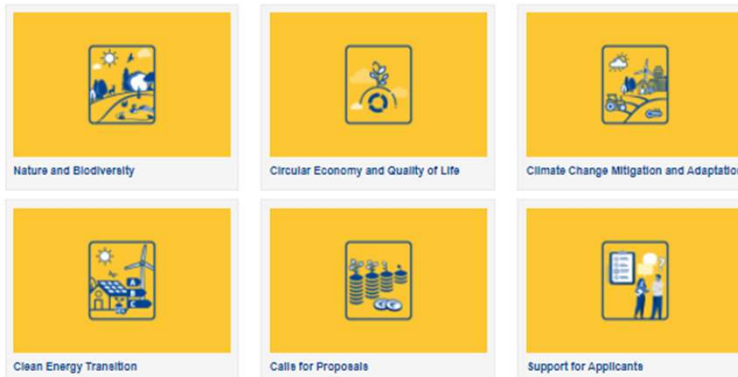 Nature and Biodiversity
Circular Economy and Quality of Life
Climate Change Mitigation and Adaptation
Clean Energy Transition
A
B
C
Calls for Proposals
Support for Applicants